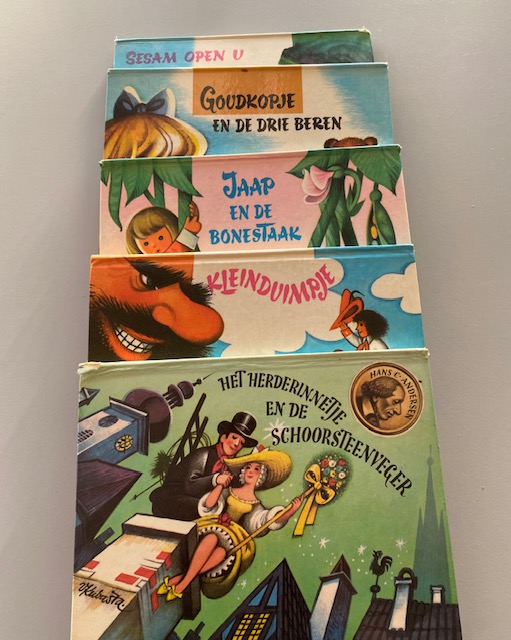 SESAM OPEN U
GOUDKOPJE
EN DE DRIE BEREN
JAAP
EN DE
BONESTAAK
KLEINDUIMPJE
HET HERDERINNETJE
EN DE
SCHOORSTEENVEGER
HANS C. ANDERSEN
V. Kubasta.